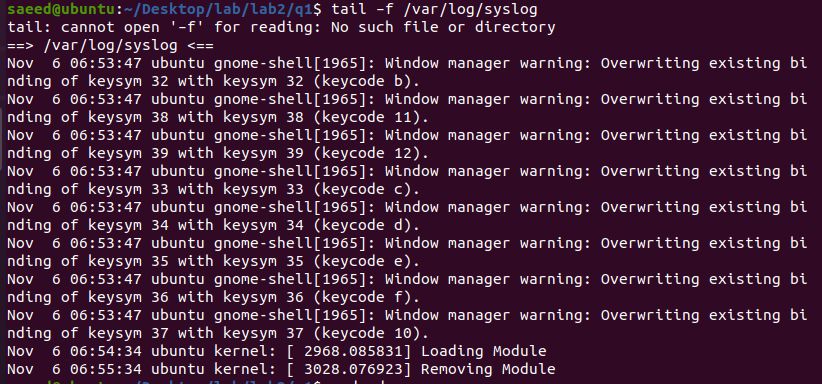 saeed@ubuntu:~/Desktop/lab/lab2/q1$ tail –f /var/log/syslog
tail: cannot open '–f' for reading: No such file or directory
==> /var/log/syslog <==
Nov  6 06:53:47 ubuntu gnome-shell[1965]: Window manager warning: Overwriting existing bi
nding of keysym 32 with keysym 32 (keycode b).
Nov  6 06:53:47 ubuntu gnome-shell[1965]: Window manager warning: Overwriting existing bi
nding of keysym 38 with keysym 38 (keycode 11).
Nov  6 06:53:47 ubuntu gnome-shell[1965]: Window manager warning: Overwriting existing bi
nding of keysym 39 with keysym 39 (keycode 12).
Nov  6 06:53:47 ubuntu gnome-shell[1965]: Window manager warning: Overwriting existing bi
nding of keysym 33 with keysym 33 (keycode c).
Nov  6 06:53:47 ubuntu gnome-shell[1965]: Window manager warning: Overwriting existing bi
nding of keysym 34 with keysym 34 (keycode d).
Nov  6 06:53:47 ubuntu gnome-shell[1965]: Window manager warning: Overwriting existing bi
nding of keysym 35 with keysym 35 (keycode e).
Nov  6 06:53:47 ubuntu gnome-shell[1965]: Window manager warning: Overwriting existing bi
nding of keysym 36 with keysym 36 (keycode f).
Nov  6 06:53:47 ubuntu gnome-shell[1965]: Window manager warning: Overwriting existing bi
nding of keysym 37 with keysym 37 (keycode 10).
Nov  6 06:54:34 ubuntu kernel: [ 2968.085831] Loading Module
Nov  6 06:55:34 ubuntu kernel: [ 3028.076923] Removing Module